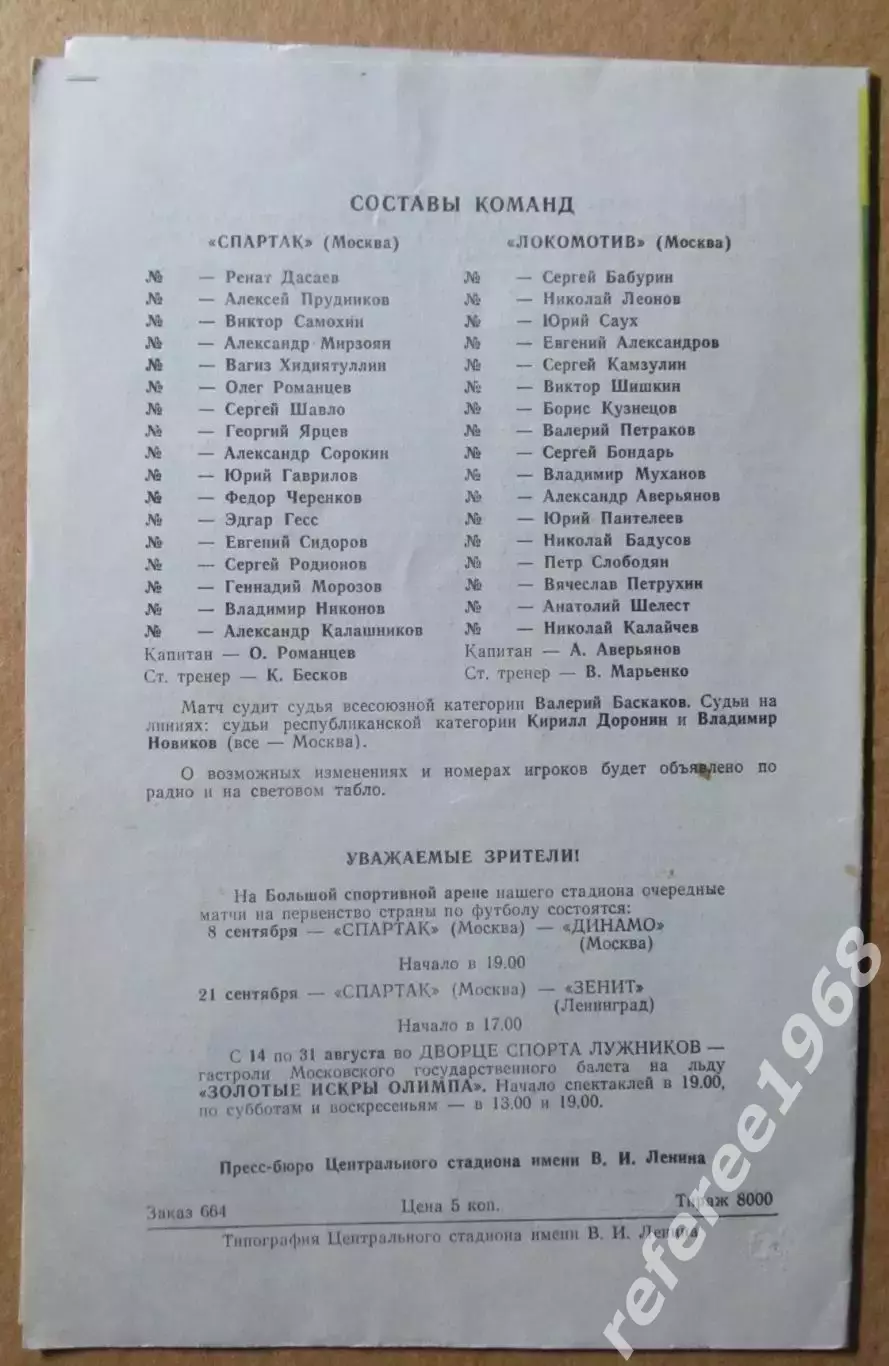 СОСТАВЫ КОМАНД
«СПАРТАК» (Москва) «ЛОКОМОТИВ» (Москва)
№ — Ренат Дасаев № — Сергей Бабурин
№ — Алексей Прудников № — Николай Леонов
№ — Виктор Самохин № — Юрий Саух
№ — Александр Мирзоян № — Евгений Александров
№ — Вагиз Хидиятуллин № — Сергей Камзулин
№ — Олег Романцев № — Виктор Шишкин
№ — Сергей Шавло № — Борис Кузнецов
№ — Георгий Ярцев № — Валерий Петраков
№ — Александр Сорокин № — Сергей Бондарь
№ — Юрий Гаврилов № — Владимир Муханов
№ — Федор Черенков № — Александр Аверьянов
№ — Эдгар Гесс № — Юрий Пантелеев
№ — Евгений Сидоров № — Николай Бадусов
№ — Сергей Родионов № — Петр Слободян
№ — Геннадий Морозов № — Вячеслав Петрухин
№ — Владимир Никонов № — Анатолий Шелест
№ — Александр Калашников № — Николай Калайчев
Капитан — О. Романцев Капитан — А. Аверьянов
Ст. тренер — К. Бесков Ст. тренер — В. Марьенко
Матч судит судья всесоюзной категории Валерий Баскаков. Судьи на
линиях: судьи республиканской категории Кирилл Доронин и Владимир
Новиков (все — Москва).
О возможных изменениях и номерах игроков будет объявлено по
радио и на световом табло.
УВАЖАЕМЫЕ ЗРИТЕЛИ!
На Большой спортивной арене нашего стадиона очередные
матчи на первенство страны по футболу состоятся:
8 сентября — «СПАРТАК» (Москва) — «ДИНАМО»
(Москва)
Начало в 19.00
21 сентября — «СПАРТАК» (Москва) — «ЗЕНИТ»
(Ленинград)
Начало в 17.00
С 14 по 31 августа во ДВОРЦЕ СПОРТА ЛУЖНИКОВ —
гастроли Московского государственного балета на льду
«ЗОЛОТЫЕ ИСКРЫ ОЛИМПА». Начало спектаклей в 19.00,
по субботам и воскресеньям — в 13.00 и 19.00.
Пресс-бюро Центрального стадиона имени В. И. Ленина
Заказ 664 Цена 5 коп. Тираж 8000
Типография Центрального стадиона имени В. И. Ленина
referee1968